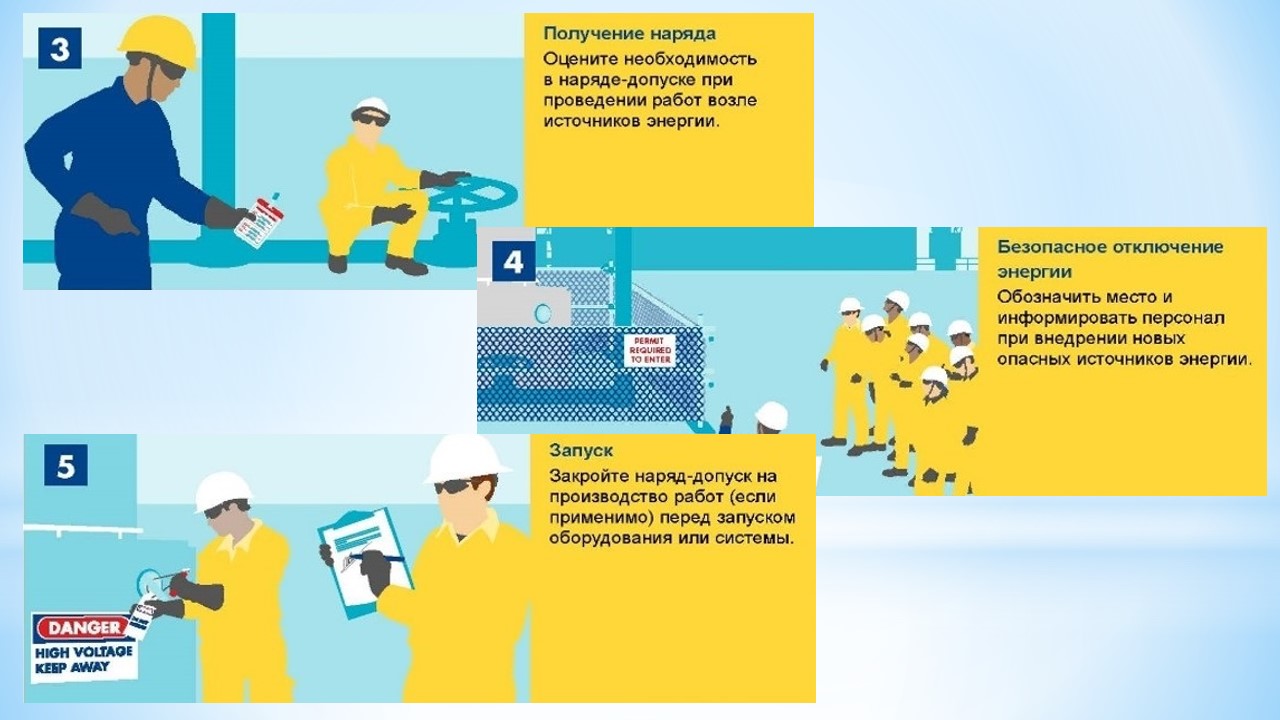 3
Получение наряда
Оцените необходимость
в наряде-допуске при
проведении работ возле
источников энергии.
4
PERMIT
REQUIRED
TO ENTER
Безопасное отключение
энергии
Обозначить место и
информировать персонал
при внедрении новых
опасных источников энергии.
5
DANGER
HIGH VOLTAGE
KEEP AWAY
Запуск
Закройте наряд-допуск на
производство работ (если
применимо) перед запуском
оборудования или системы.